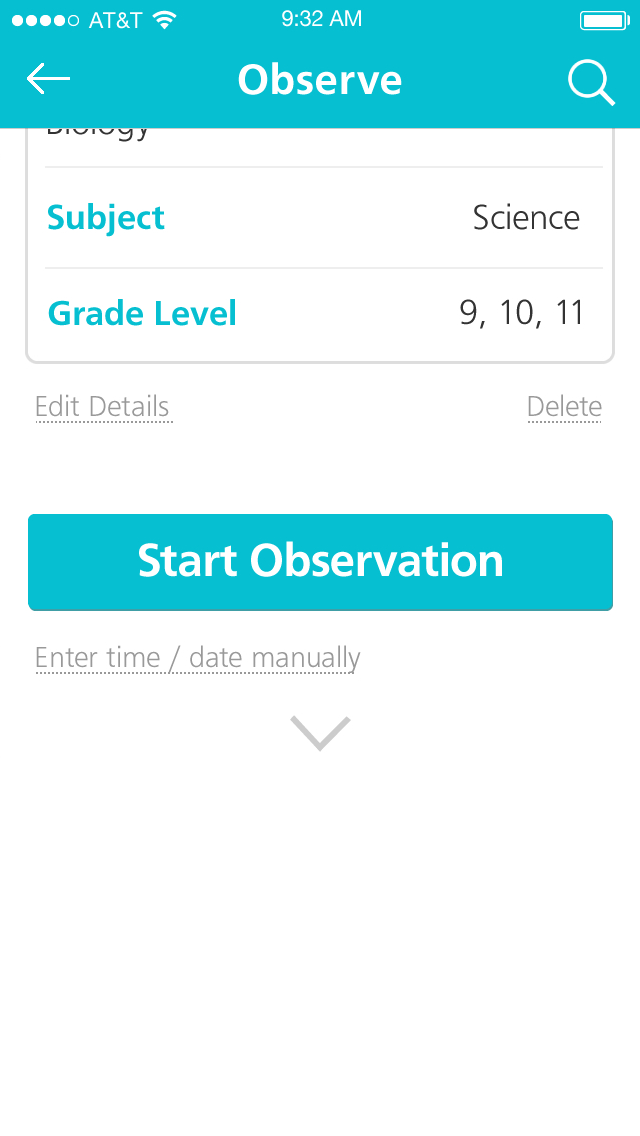 AT&T 9:32 AM
Observe
Biology
Subject Science
Grade Level 9, 10, 11
Edit Details Delete
Start Observation
Enter time / date manually